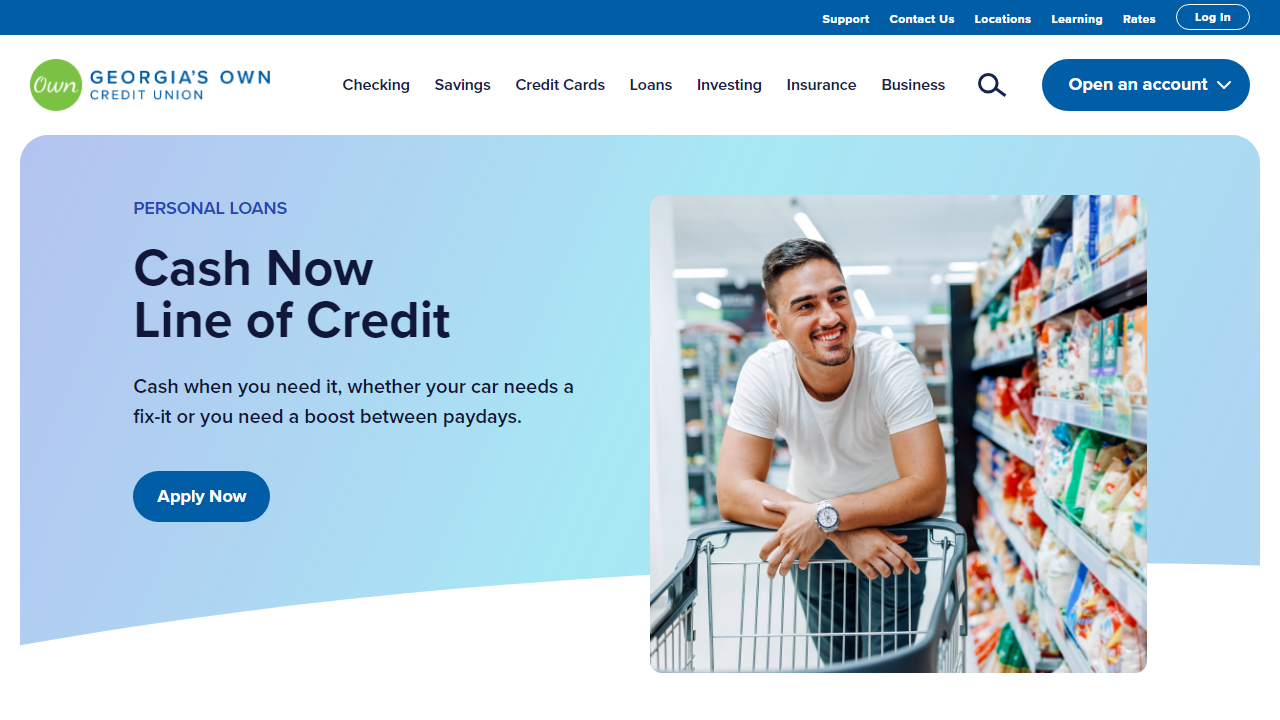 Support Contact Us Locations Learning Rates Log In
Own GEORGIA'S OWN
CREDIT UNION
Checking Savings Credit Cards Loans Investing Insurance Business Open an account
PERSONAL LOANS
Cash Now
Line of Credit
Cash when you need it, whether your car needs a
fix-it or you need a boost between paydays.
Apply Now